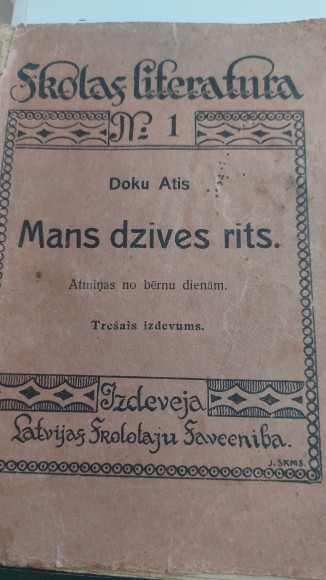 Skolas literatura
№ 1
Doku Atis
Mans dzives rits.
Atmiņas no bērnu dienām.
Trešais izdevums.
Izdeveja
Latvijas Skolotaju Saveeniba.
J. SKMS.